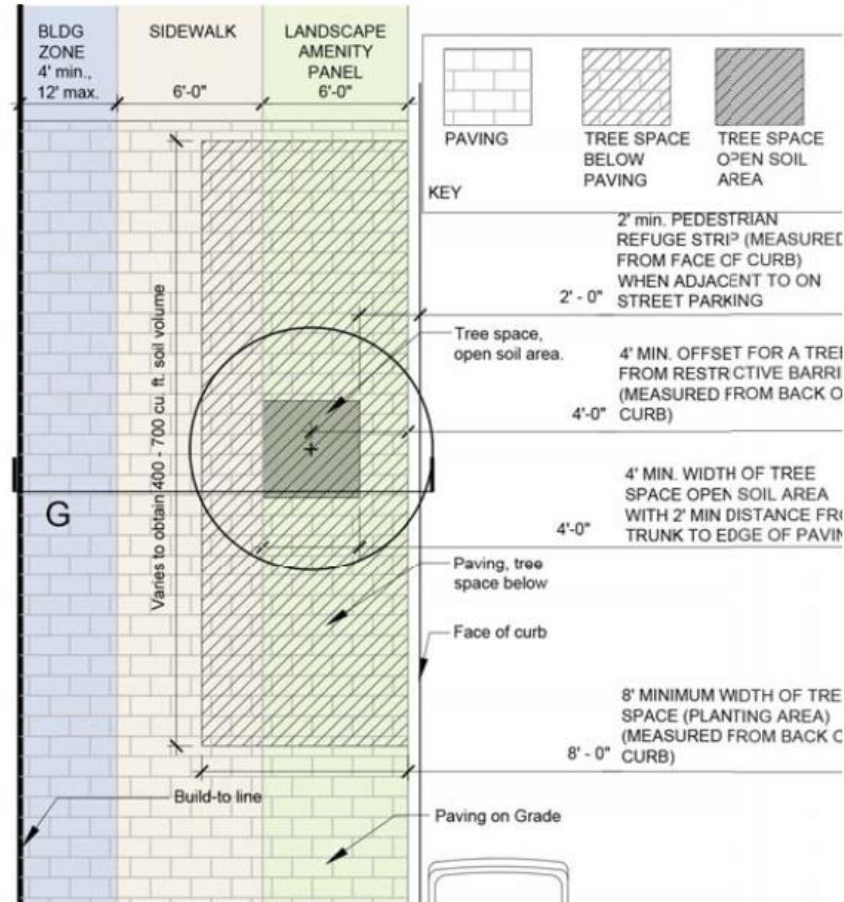 BLDG
ZONE
4' min.,
12' max.
SIDEWALK
6'-0"
LANDSCAPE
AMENITY
PANEL
6'-0"
PAVING
TREE SPACE
BELOW
PAVING
TREE SPACE
OPEN SOIL
AREA
KEY
2' min. PEDESTRIAN
REFUGE STRIP (MEASURED
FROM FACE OF CURB)
WHEN ADJACENT TO ON
2' - 0" STREET PARKING
Tree space,
open soil area.
4' MIN. OFFSET FOR A TREE
FROM RESTRICTIVE BARRI
(MEASURED FROM BACK O
4'-0" CURB)
Varies to obtain 400 - 700 cu. ft. soil volume
G
4' MIN. WIDTH OF TREE
SPACE OPEN SOIL AREA
WITH 2' MIN DISTANCE FRO
4'-0" TRUNK TO EDGE OF PAVIN
Paving, tree
space below
Face of curb
8' MINIMUM WIDTH OF TRE
SPACE (PLANTING AREA)
(MEASURED FROM BACK O
8' - 0" CURB)
Build-to line
Paving on Grade